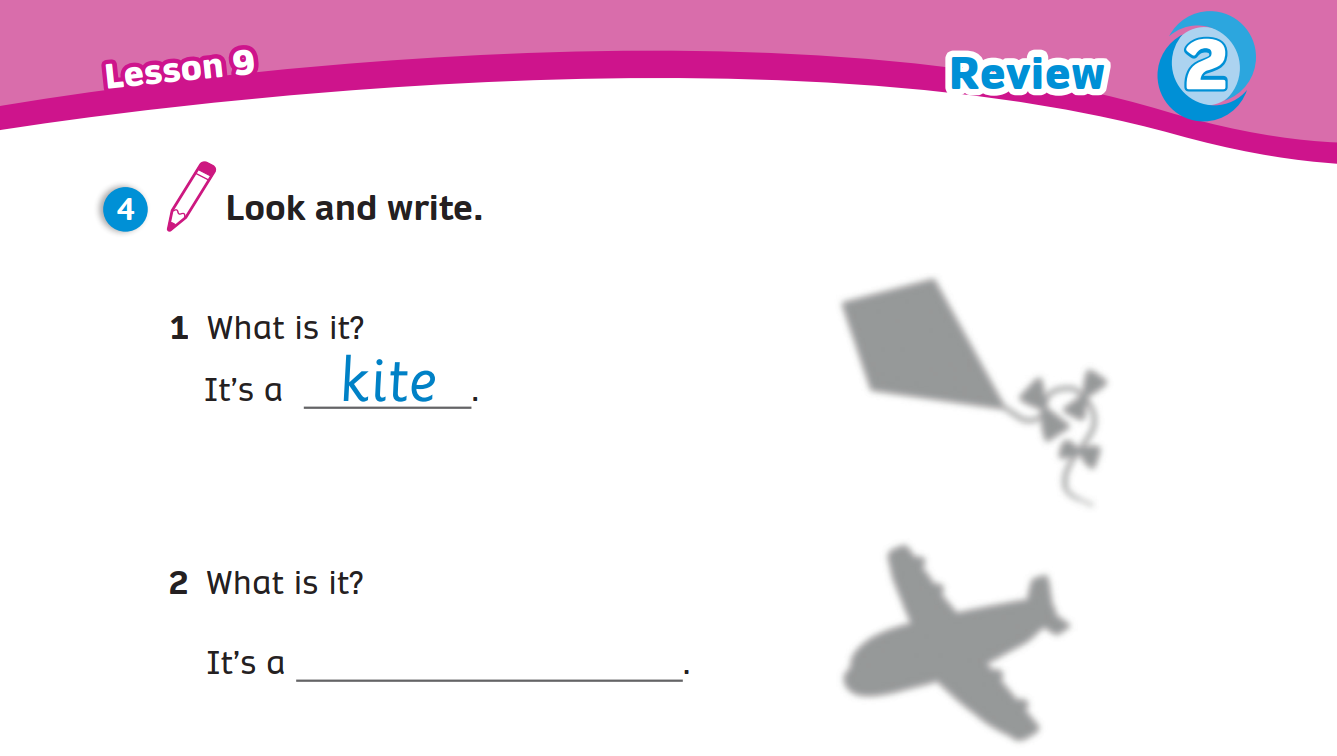 Lesson 9
Review 2
4 Look and write.
1 What is it?
It's a kite.
2 What is it?
It's a ____________________.